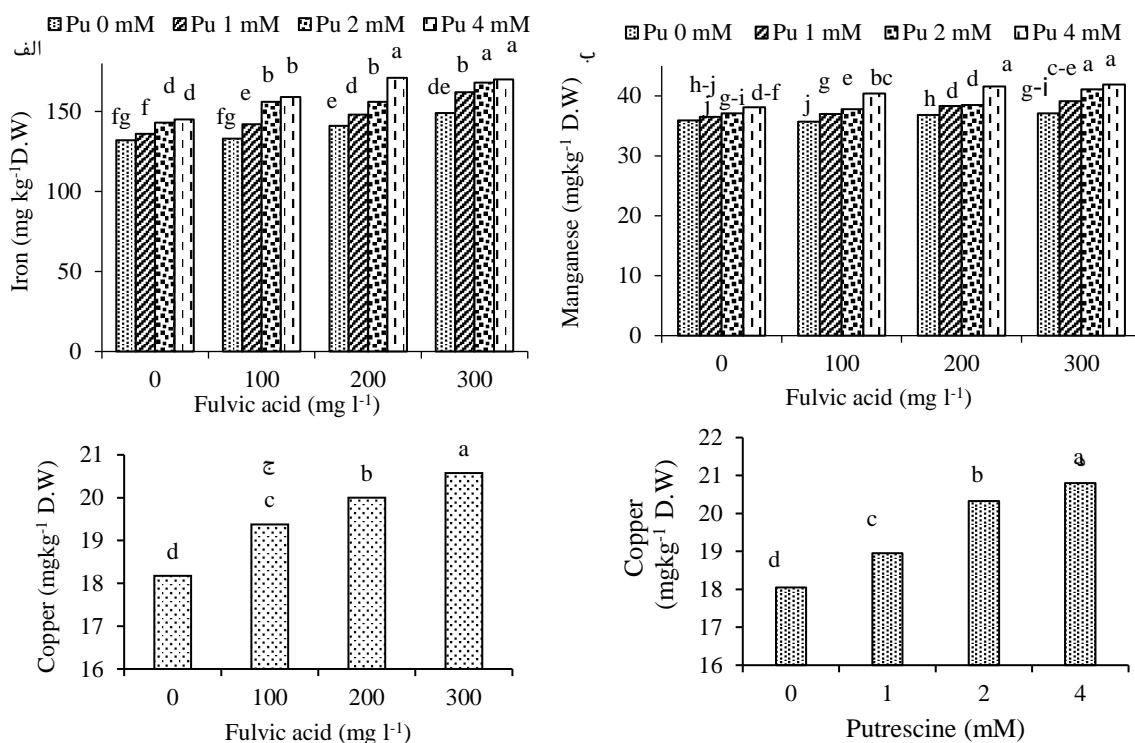 Pu 0 mM Pu 1 mM Pu 2 mM Pu 4 mM
الف
Iron (mg kg-1D.W)
150
100
50
0
fg f d d
fg e b b
e d b a
de b a a
0 100 200 300
Fulvic acid (mg l-1)
Pu 0 mM Pu 1 mM Pu 2 mM Pu 4 mM
Manganese (mgkg-1 D.W)
40
30
20
10
0
h-j i g-i d-f
j g e bc
h d d a
g-i c-e a a
0 100 200 300
Fulvic acid (mg l-1)
Copper (mgkg-1 D.W)
21
20
19
18
17
16
ج
d c b a
0 100 200 300
Fulvic acid (mg l-1)
Copper
(mgkg-1 D.W)
22
21
20
19
18
17
16
d c b a
0 1 2 4
Putrescine (mM)